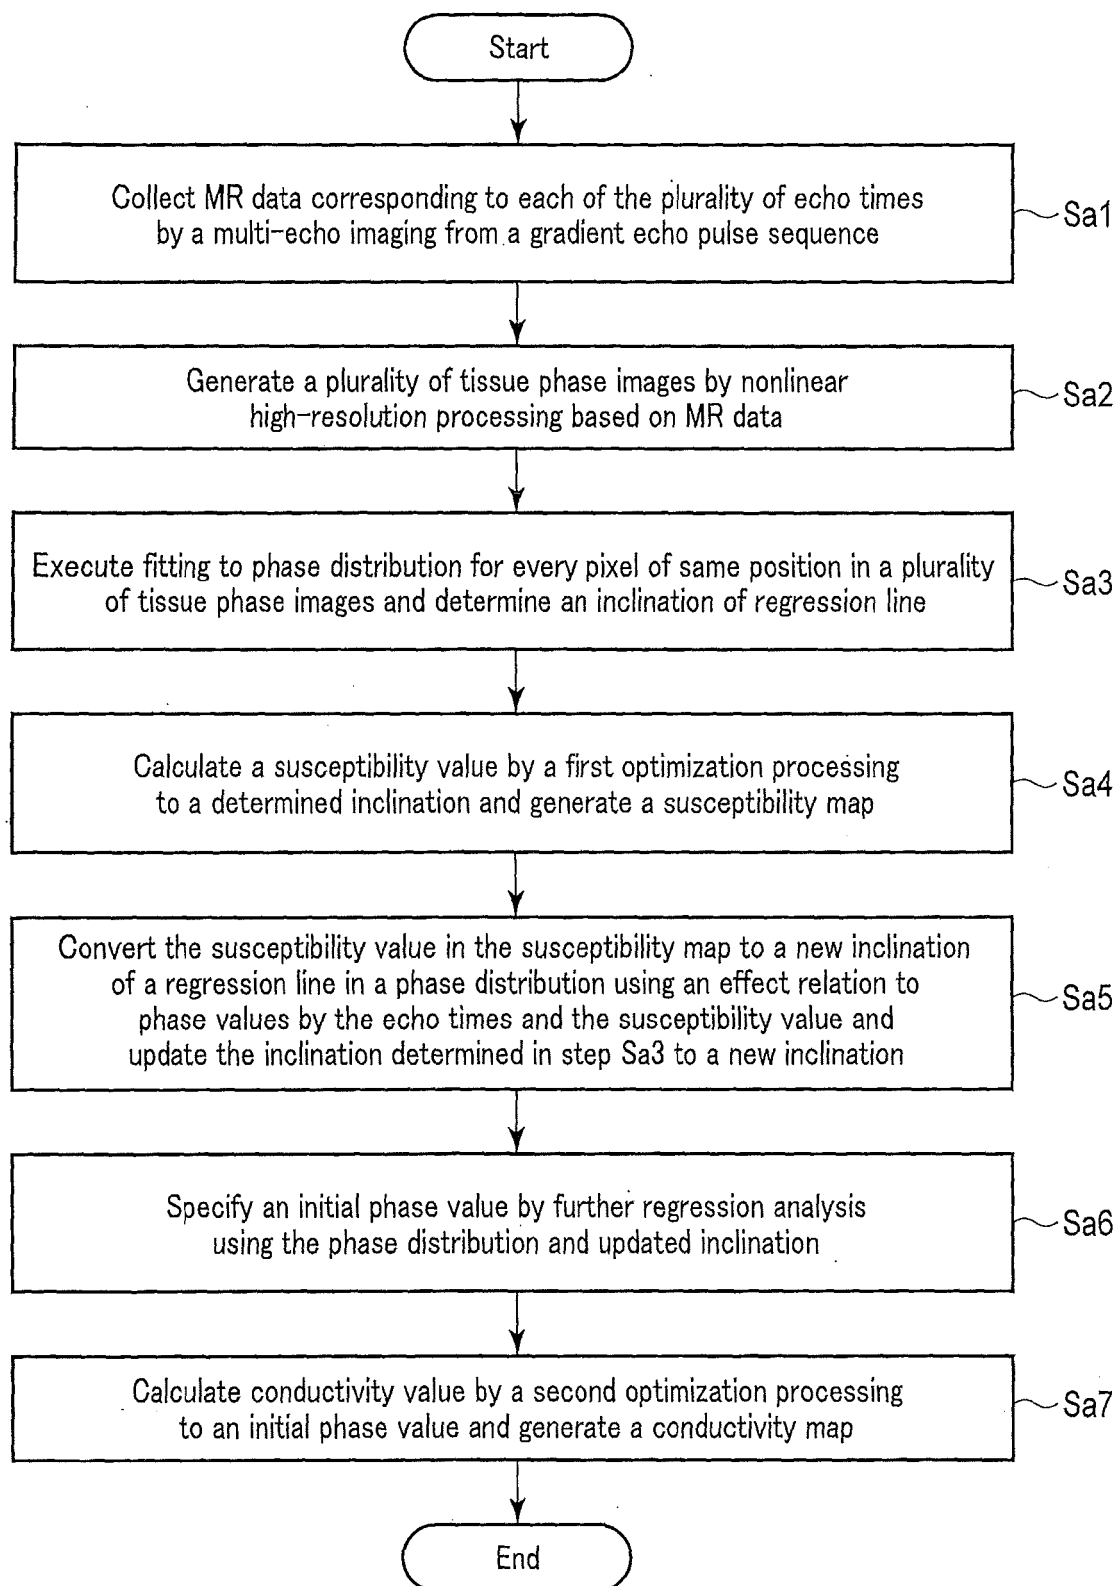 Start
Collect MR data corresponding to each of the plurality of echo times
by a multi-echo imaging from a gradient echo pulse sequence
Sa1
Generate a plurality of tissue phase images by nonlinear
high-resolution processing based on MR data
Sa2
Execute fitting to phase distribution for every pixel of same position in a plurality
of tissue phase images and determine an inclination of regression line
Sa3
Calculate a susceptibility value by a first optimization processing
to a determined inclination and generate a susceptibility map
Sa4
Convert the susceptibility value in the susceptibility map to a new inclination
of a regression line in a phase distribution using an effect relation to
phase values by the echo times and the susceptibility value and
update the inclination determined in step Sa3 to a new inclination
Sa5
Specify an initial phase value by further regression analysis
using the phase distribution and updated inclination
Sa6
Calculate conductivity value by a second optimization processing
to an initial phase value and generate a conductivity map
Sa7
End